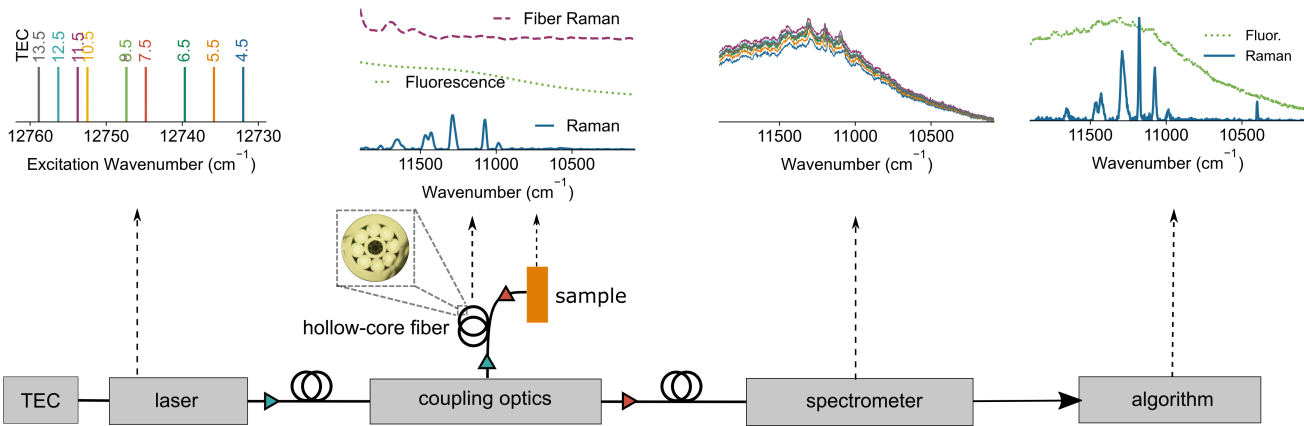 TEC
13.5
12.5
11.5
10.5
7.5
6.5
5.5
4.5
12760
12750
12740
12730
Excitation Wavenumber (cm⁻¹)
Fiber Raman
Fluorescence
Raman
11500
11000
10500
Wavenumber (cm⁻¹)
11500
11000
10500
Wavenumber (cm⁻¹)
Fluor.
Raman
11500
11000
10500
Wavenumber (cm⁻¹)
hollow-core fiber
sample
TEC
laser
coupling optics
spectrometer
algorithm